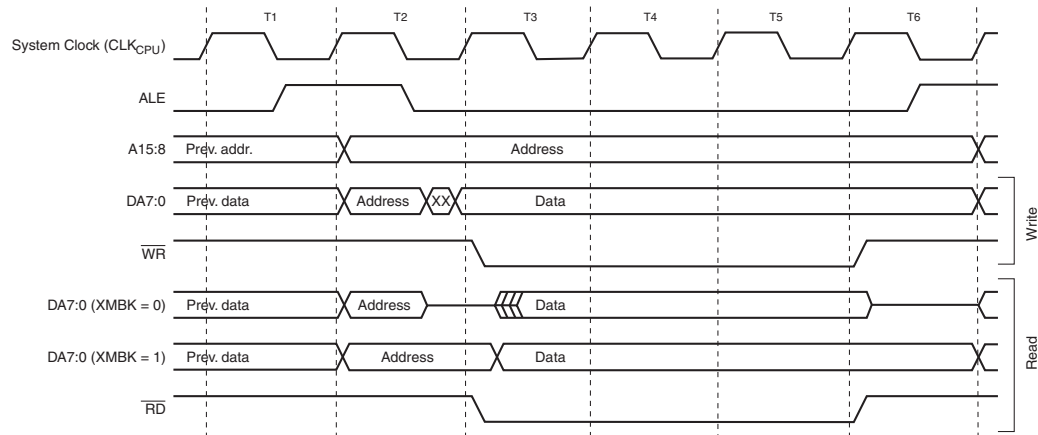 T1 T2 T3 T4 T5 T6
System Clock (CLKCPU)
ALE
A15:8 Prev. addr. Address
DA7:0 Prev. data Address XX Data
WR
Write
DA7:0 (XMBK = 0) Prev. data Address Data
DA7:0 (XMBK = 1) Prev. data Address Data
RD
Read